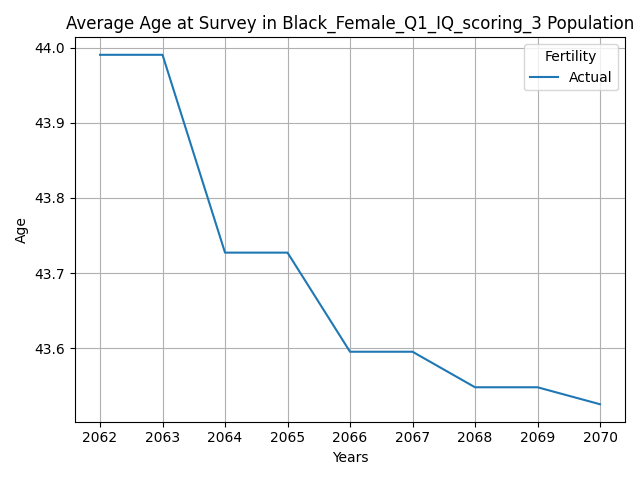 Average Age at Survey in Black_Female_Q1_IQ_scoring_3 Population
Fertility
Actual
44.0
43.9
43.8
43.7
43.6
Age
2062 2063 2064 2065 2066 2067 2068 2069 2070
Years